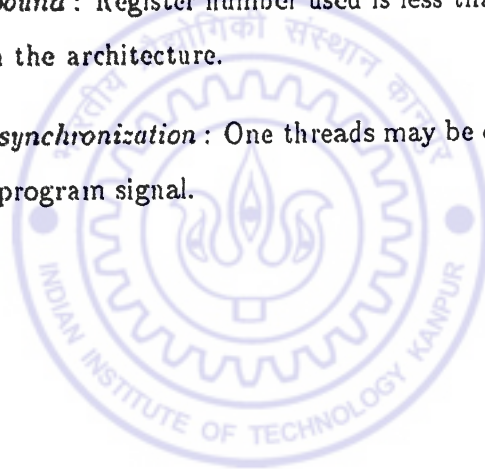 bound : Register number used is less tha
the architecture.
synchronization : One threads may be
program signal.
भारतीय प्रौद्योगिकी संस्थान कानपुर
INDIAN INSTITUTE OF TECHNOLOGY KANPUR